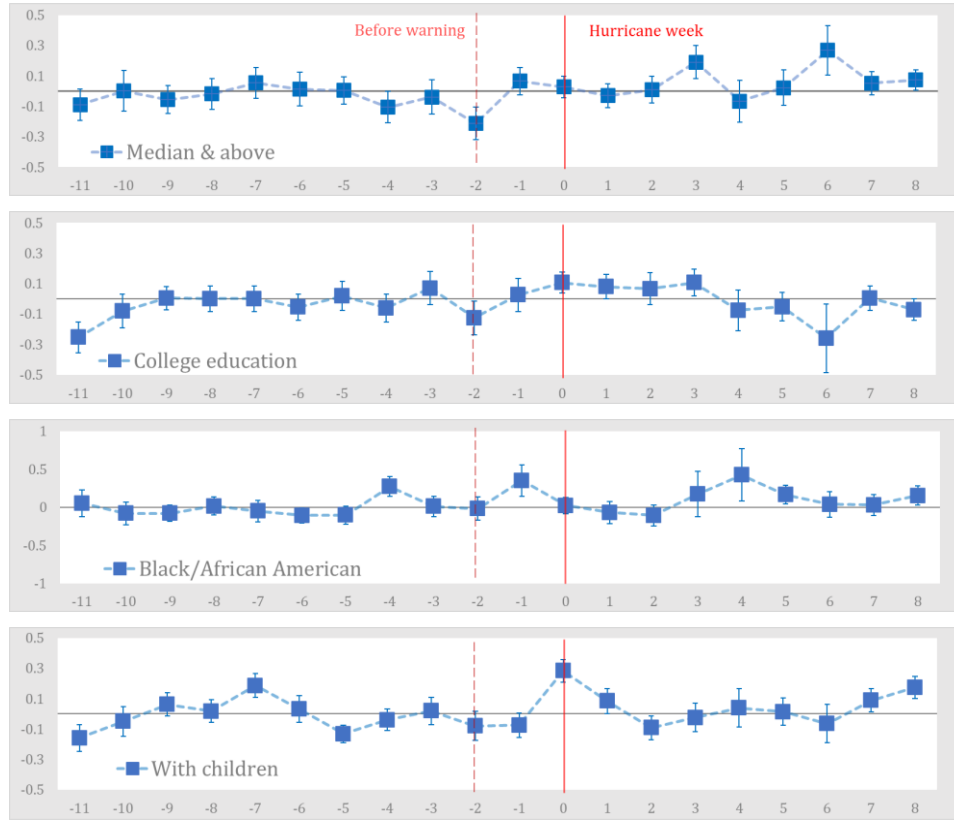 0.5
Before warning
Hurricane week
0.3
0.1
-0.1
-0.3
Median & above
-0.5
-11 -10 -9 -8 -7 -6 -5 -4 -3 -2 -1 0 1 2 3 4 5 6 7 8
0.5
0.3
0.1
-0.1
-0.3
College education
-0.5
-11 -10 -9 -8 -7 -6 -5 -4 -3 -2 -1 0 1 2 3 4 5 6 7 8
1
0.5
0
-0.5
Black/African American
-1
-11 -10 -9 -8 -7 -6 -5 -4 -3 -2 -1 0 1 2 3 4 5 6 7 8
0.5
0.3
0.1
-0.1
-0.3
With children
-0.5
-11 -10 -9 -8 -7 -6 -5 -4 -3 -2 -1 0 1 2 3 4 5 6 7 8